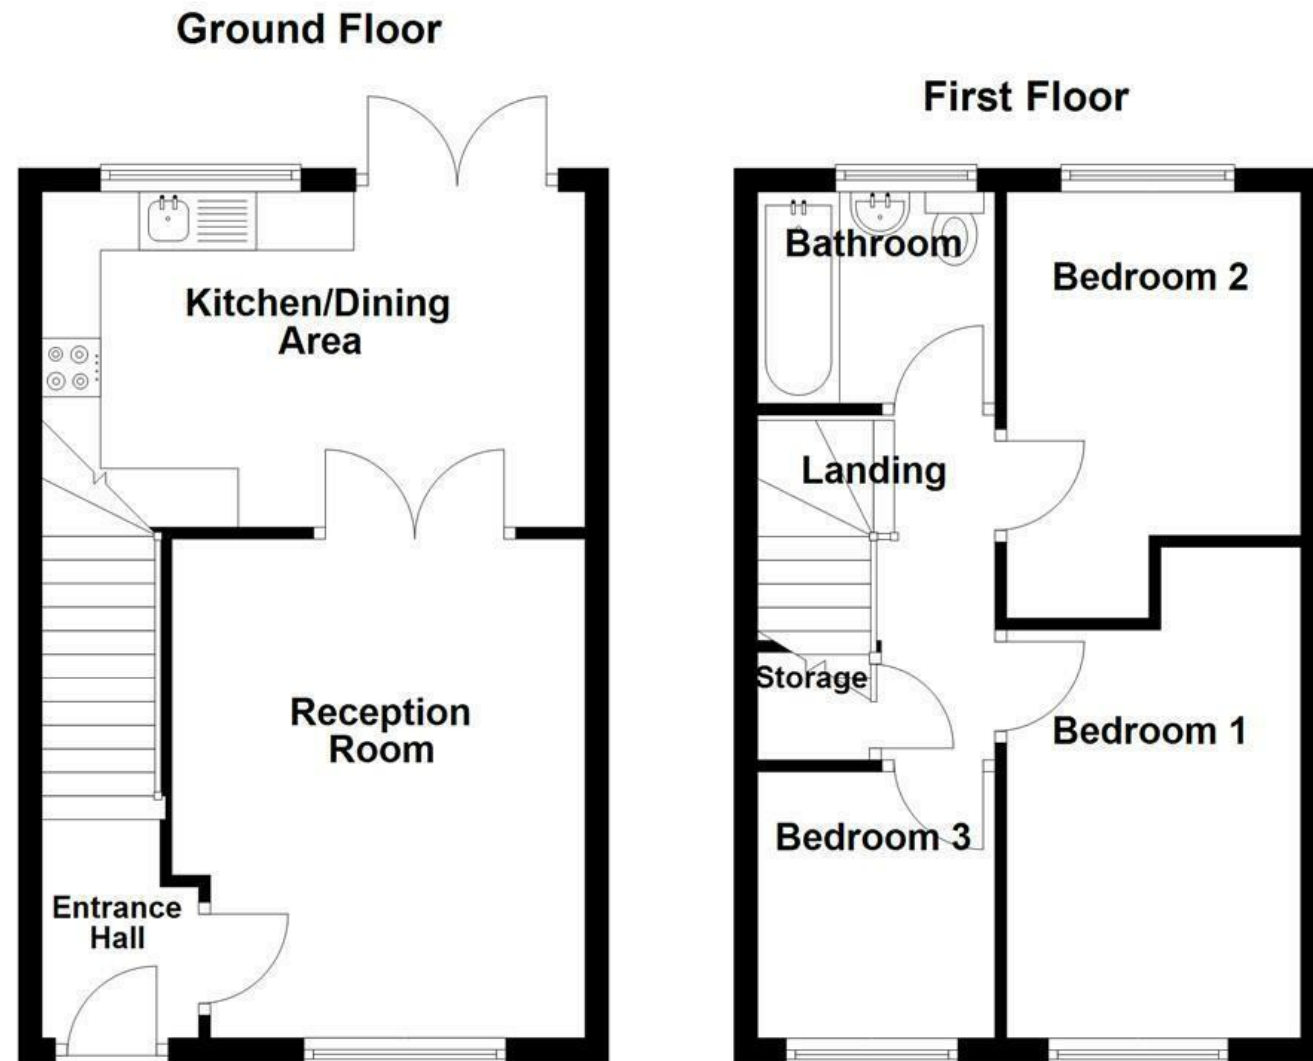 Ground Floor
Kitchen/Dining
Area
Reception
Room
Entrance
Hall
First Floor
Bathroom
Bedroom 2
Landing
Storage
Bedroom 1
Bedroom 3